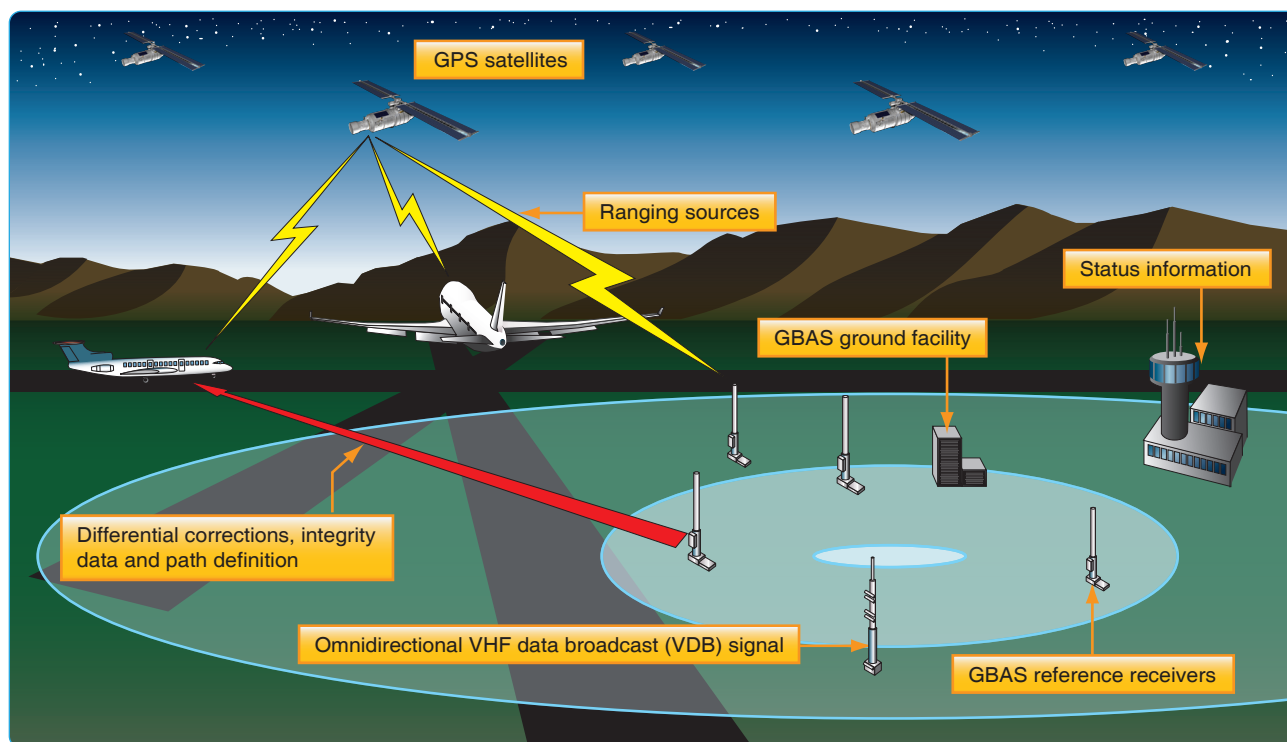 GPS satellites
Ranging sources
Status information
GBAS ground facility
Differential corrections, integrity
data and path definition
Omnidirectional VHF data broadcast (VDB) signal
GBAS reference receivers